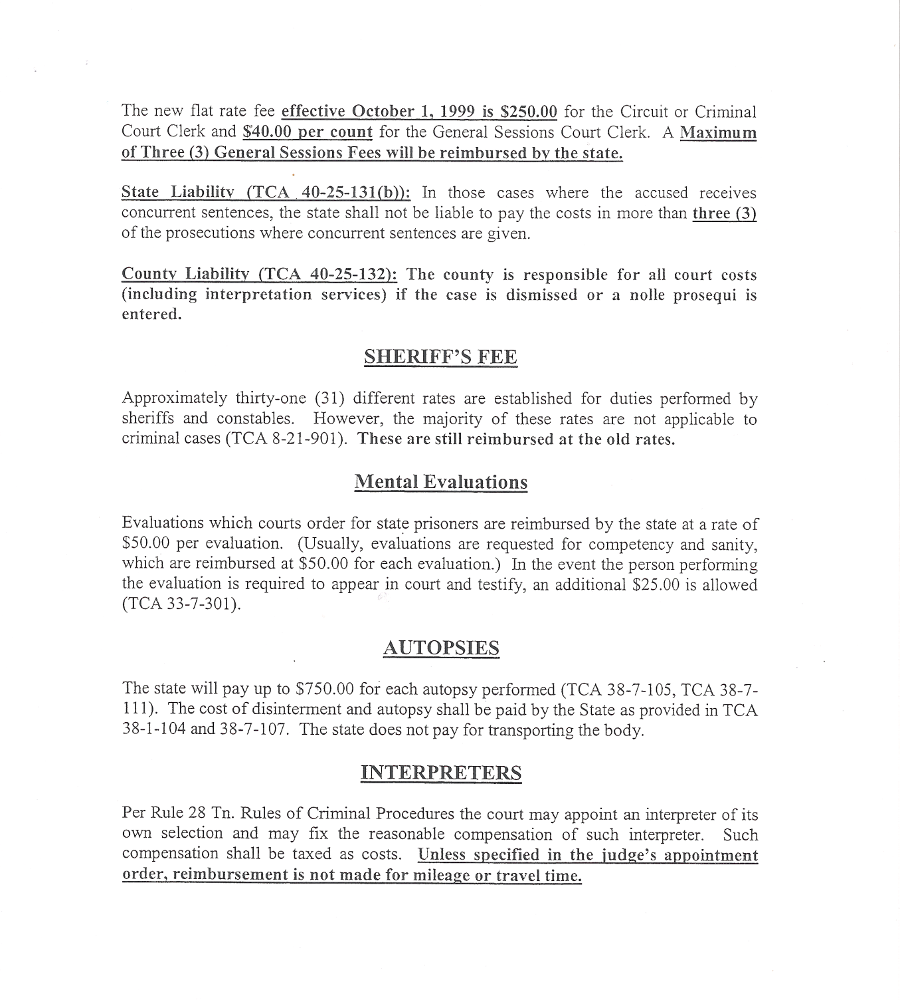 The new flat rate fee effective October 1, 1999 is $250.00 for the Circuit or Criminal
Court Clerk and $40.00 per count for the General Sessions Court Clerk. A Maximum
of Three (3) General Sessions Fees will be reimbursed by the state.
State Liability (TCA 40-25-131(b)): In those cases where the accused receives
concurrent sentences, the state shall not be liable to pay the costs in more than three (3)
of the prosecutions where concurrent sentences are given.
County Liability (TCA 40-25-132): The county is responsible for all court costs
(including interpretation services) if the case is dismissed or a nolle prosequi is
entered.
SHERIFF'S FEE
Approximately thirty-one (31) different rates are established for duties performed by
sheriffs and constables. However, the majority of these rates are not applicable to
criminal cases (TCA 8-21-901). These are still reimbursed at the old rates.
Mental Evaluations
Evaluations which courts order for state prisoners are reimbursed by the state at a rate of
$50.00 per evaluation. (Usually, evaluations are requested for competency and sanity,
which are reimbursed at $50.00 for each evaluation.) In the event the person performing
the evaluation is required to appear in court and testify, an additional $25.00 is allowed
(TCA 33-7-301).
AUTOPSIES
The state will pay up to $750.00 for each autopsy performed (TCA 38-7-105, TCA 38-7-
111). The cost of disinterment and autopsy shall be paid by the State as provided in TCA
38-1-104 and 38-7-107. The state does not pay for transporting the body.
INTERPRETERS
Per Rule 28 Tn. Rules of Criminal Procedures the court may appoint an interpreter of its
own selection and may fix the reasonable compensation of such interpreter. Such
compensation shall be taxed as costs. Unless specified in the judge's appointment
order, reimbursement is not made for mileage or travel time.